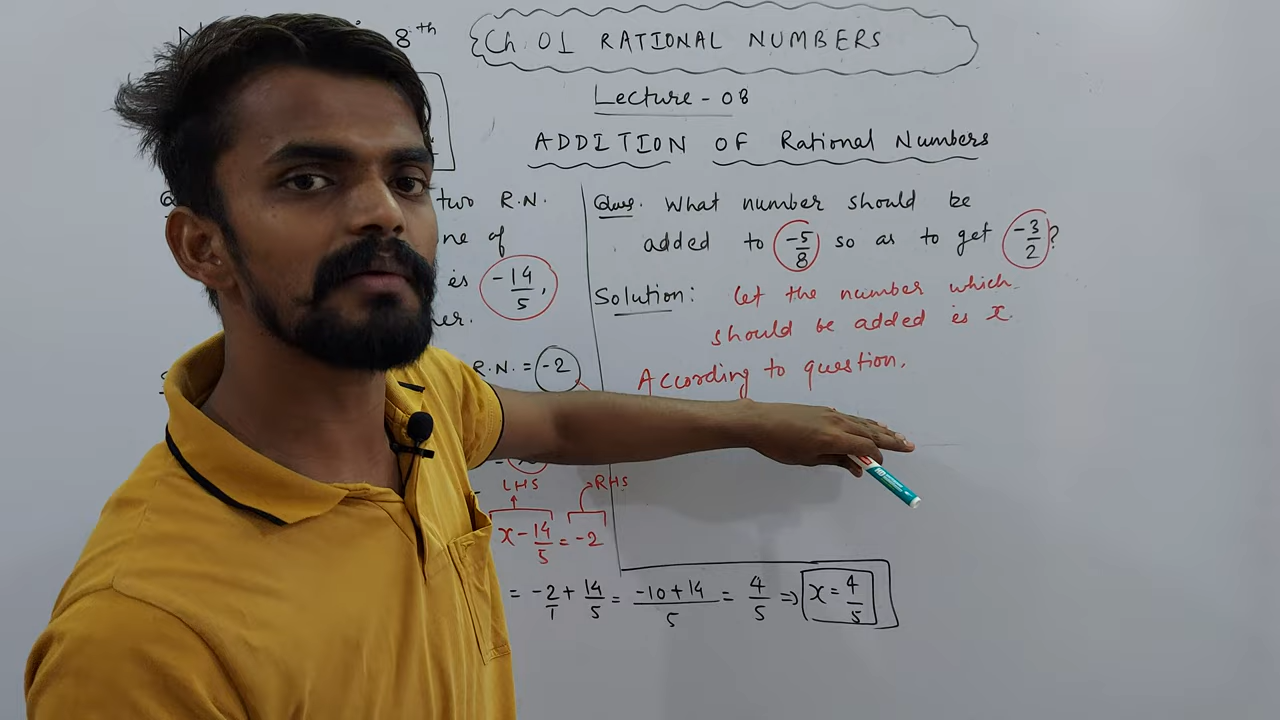 8th
Ch. 01 RATIONAL NUMBERS
Lecture - 08
ADDITION OF Rational Numbers
two R.N.
of
is -14/5,
R.N. = -2
LHS RHS
x - 14/5 = -2
= -2/1 + 14/5 = -10+14/5 = 4/5 => x = 4/5
Ques. What number should be
added to -5/8 so as to get -3/2?
Solution: let the number which
should be added is x.
According to question,